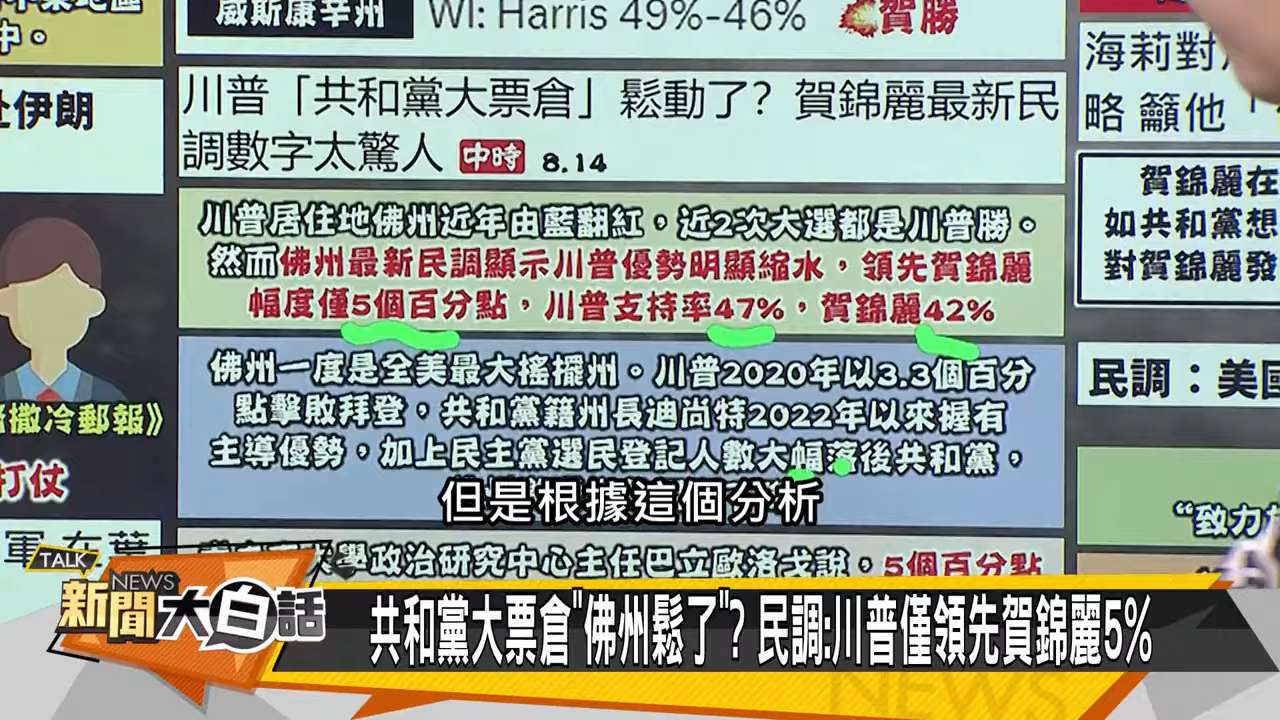 威斯康辛州
WI: Harris 49%-46%
賀勝
中。
川普「共和黨大票倉」鬆動了？賀錦麗最新民
調數字太驚人 中時 8.14
伊朗
川普居住地佛州近年由藍翻紅，近2次大選都是川普勝。
然而佛州最新民調顯示川普優勢明顯縮水，領先賀錦麗
幅度僅5個百分點，川普支持率47%，賀錦麗42%
佛州一度是全美最大搖擺州。川普2020年以3.3個百分
點擊敗拜登，共和黨籍州長迪尚特2022年以來握有
主導優勢，加上民主黨選民登記人數大幅落後共和黨，
學政治研究中心主任巴立歐洛戈說，5個百分點
撒冷郵報》
打仗
軍在葉
海莉對
略 籲他「
賀錦麗在
如共和黨想
對賀錦麗發
民調：美國
“致力
但是根據這個分析
TALK
NEWS
新聞大白話
共和黨大票倉"佛州鬆了"？民調:川普僅領先賀錦麗5%
NEWS